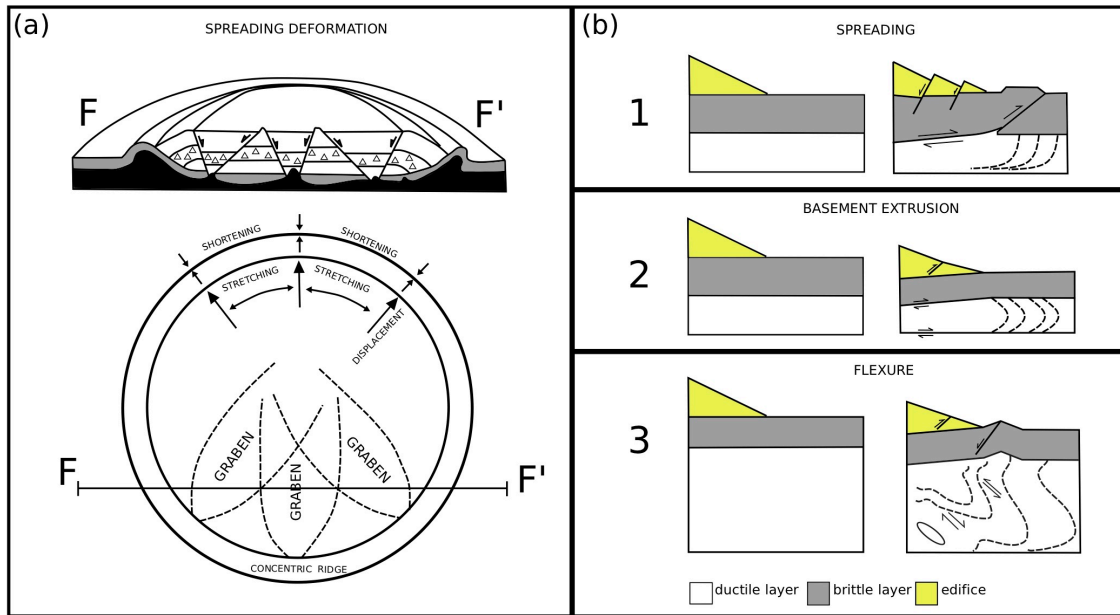 (a)
SPREADING DEFORMATION
F
F'
SHORTENING
SHORTENING
STRETCHING
STRETCHING
DISPLACEMENT
GRABEN
GRABEN
GRABEN
F
F'
CONCENTRIC RIDGE
(b)
SPREADING
1
BASEMENT EXTRUSION
2
FLEXURE
3
ductile layer
brittle layer
edifice